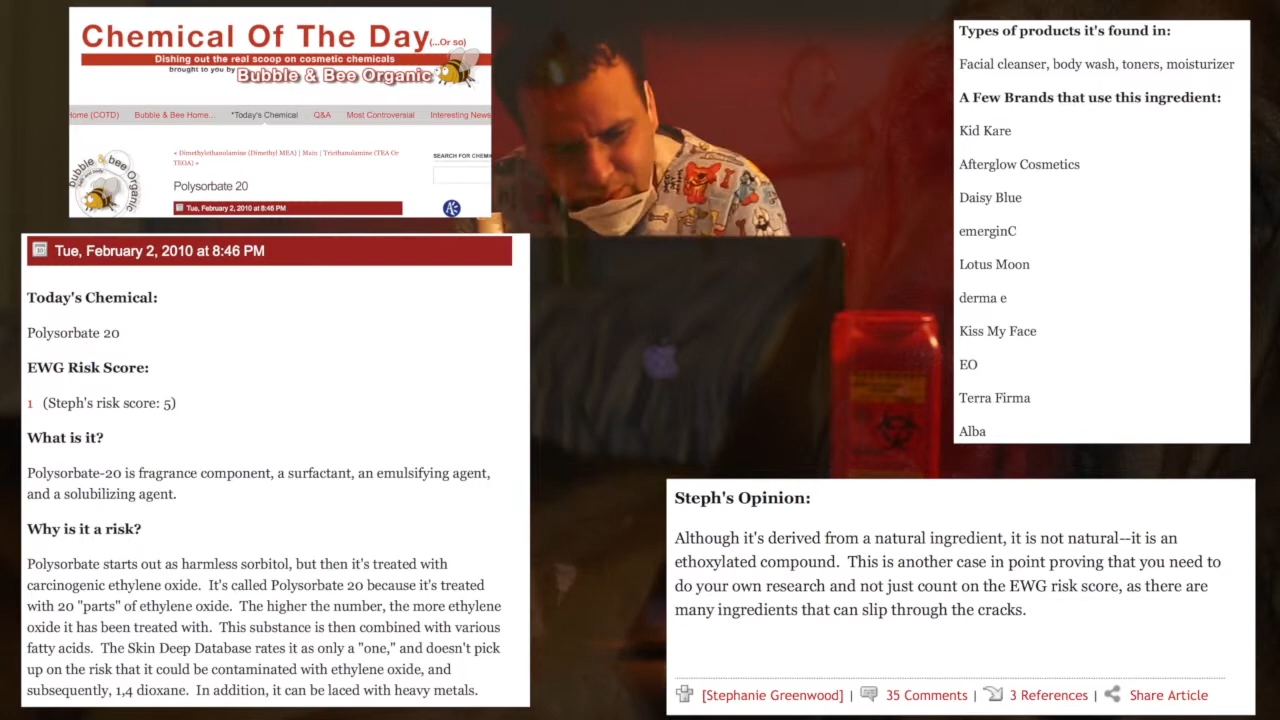 Chemical Of The Day(...Or so)
Dishing out the real scoop on cosmetic chemicals
brought to you by Bubble & Bee Organic
Home (COTD) Bubble & Bee Home... *Today's Chemical Q&A Most Controversial Interesting News
bubble & bee Organic
« Dimethylethanolamine (Dimethyl MEA) | Main | Triethanolamine (TEA Or
TEOA) »
SEARCH FOR CHEMI
Polysorbate 20
Tue, February 2, 2010 at 8:46 PM
Tue, February 2, 2010 at 8:46 PM
Today's Chemical:
Polysorbate 20
EWG Risk Score:
1 (Steph's risk score: 5)
What is it?
Polysorbate-20 is fragrance component, a surfactant, an emulsifying agent,
and a solubilizing agent.
Why is it a risk?
Polysorbate starts out as harmless sorbitol, but then it's treated with
carcinogenic ethylene oxide. It's called Polysorbate 20 because it's treated
with 20 "parts" of ethylene oxide. The higher the number, the more ethylene
oxide it has been treated with. This substance is then combined with various
fatty acids. The Skin Deep Database rates it as only a "one," and doesn't pick
up on the risk that it could be contaminated with ethylene oxide, and
subsequently, 1,4 dioxane. In addition, it can be laced with heavy metals.
Types of products it's found in:
Facial cleanser, body wash, toners, moisturizer
A Few Brands that use this ingredient:
Kid Kare
Afterglow Cosmetics
Daisy Blue
emerginC
Lotus Moon
derma e
Kiss My Face
EO
Terra Firma
Alba
Steph's Opinion:
Although it's derived from a natural ingredient, it is not natural--it is an
ethoxylated compound. This is another case in point proving that you need to
do your own research and not just count on the EWG risk score, as there are
many ingredients that can slip through the cracks.
[Stephanie Greenwood] | 35 Comments | 3 References | Share Article